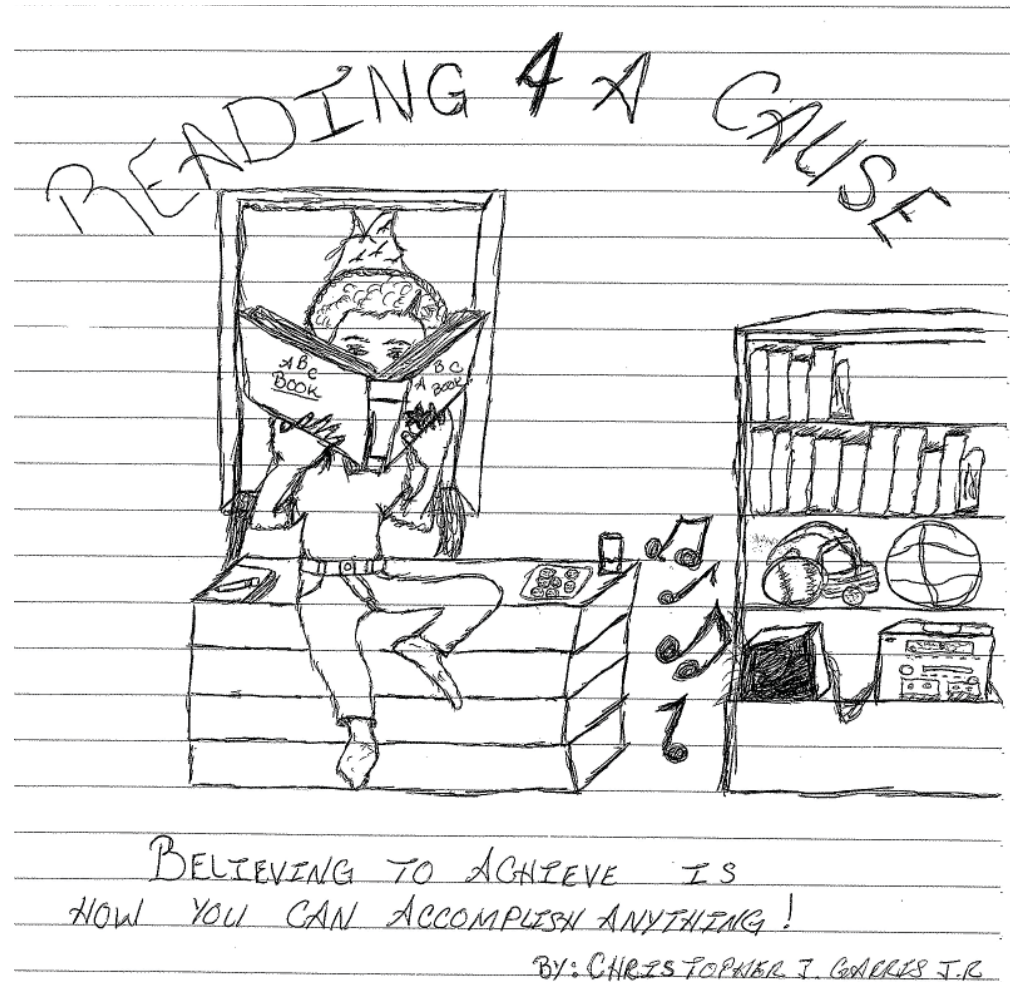 READING 4 A CAUSE
ABC
BOOK
ABC
BOOK
BELIEVING TO ACHIEVE IS
HOW YOU CAN ACCOMPLISH ANYTHING!
BY: CHRISTOPHER J. GARRIS J.R